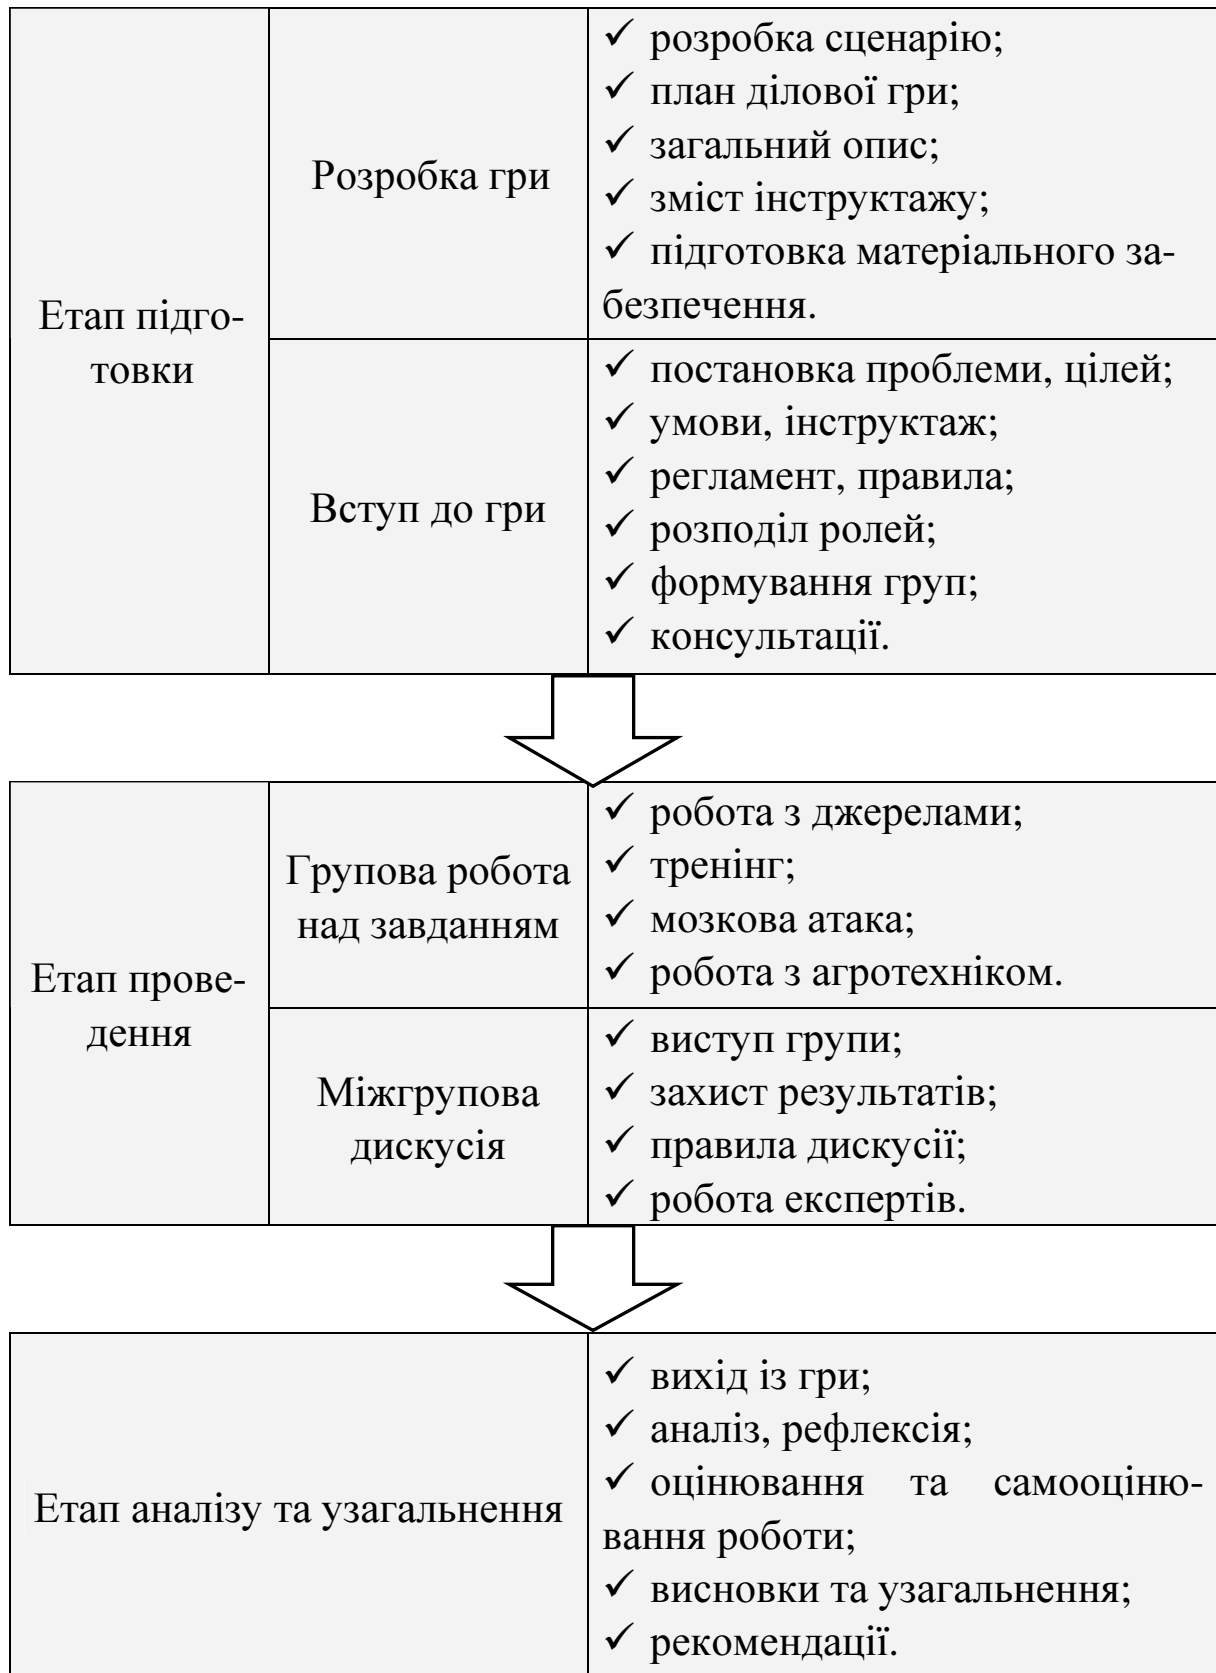 Етап підго-
товки
Розробка гри
✓ розробка сценарію;
✓ план ділової гри;
✓ загальний опис;
✓ зміст інструктажу;
✓ підготовка матеріального за-
безпечення.
Вступ до гри
✓ постановка проблеми, цілей;
✓ умови, інструктаж;
✓ регламент, правила;
✓ розподіл ролей;
✓ формування груп;
✓ консультації.
Етап прове-
дення
Групова робота
над завданням
✓ робота з джерелами;
✓ тренінг;
✓ мозкова атака;
✓ робота з агротехніком.
Міжгрупова
дискусія
✓ виступ групи;
✓ захист результатів;
✓ правила дискусії;
✓ робота експертів.
Етап аналізу та узагальнення
✓ вихід із гри;
✓ аналіз, рефлексія;
✓ оцінювання та самооціню-
вання роботи;
✓ висновки та узагальнення;
✓ рекомендації.